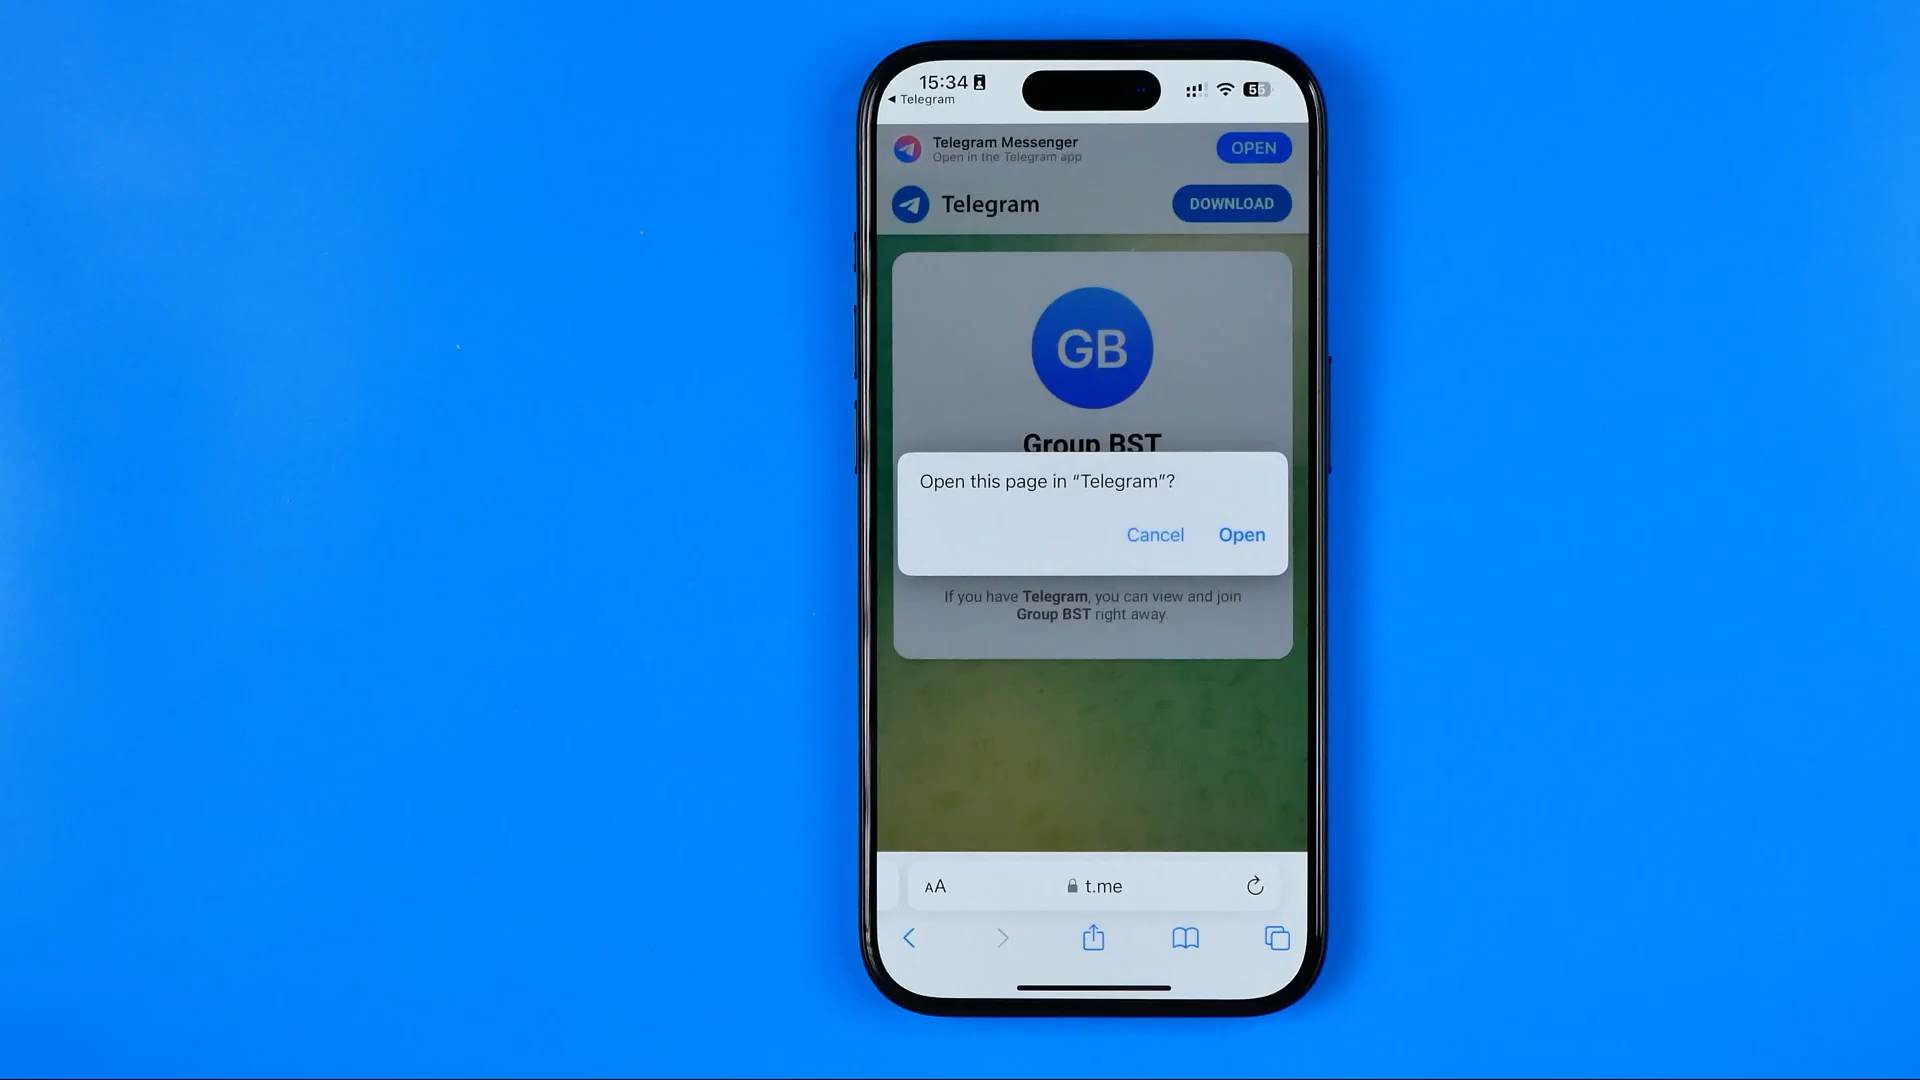 15:34
55
◀ Telegram
Telegram Messenger
Open in the Telegram app
OPEN
Telegram
DOWNLOAD
GB
Group BST
Open this page in “Telegram”?
Cancel
Open
If you have Telegram, you can view and join
Group BST right away.
AA
t.me